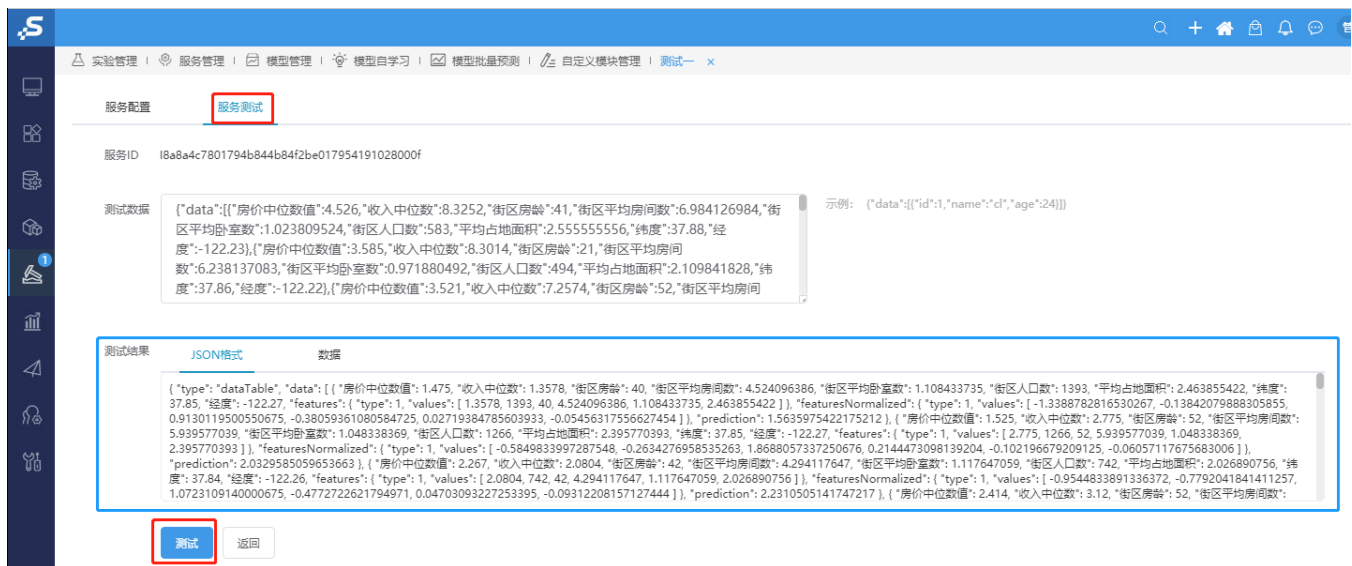 S
实验管理 | 服务管理 | 模型管理 | 模型自学习 | 模型批量预测 | 自定义模块管理 | 测试一 ×
服务配置 服务测试
服务ID I8a8a4c7801794b844b84f2be017954191028000f
测试数据
{"data":[{"房价中位数值":4.526,"收入中位数":8.3252,"街区房龄":41,"街区平均房间数":6.984126984,"街
区平均卧室数":1.023809524,"街区人口数":583,"平均占地面积":2.555555556,"纬度":37.88,"经
度":-122.23},{"房价中位数值":3.585,"收入中位数":8.3014,"街区房龄":21,"街区平均房间
数":6.238137083,"街区平均卧室数":0.971880492,"街区人口数":494,"平均占地面积":2.109841828,"纬
度":37.86,"经度":-122.22},{"房价中位数值":3.521,"收入中位数":7.2574,"街区房龄":52,"街区平均房间
示例: {"data":[{"id":1,"name":"cl","age":24}]}
1
测试结果 JSON格式 数据
{ "type": "dataTable", "data": [ { "房价中位数值": 1.475, "收入中位数": 1.3578, "街区房龄": 40, "街区平均房间数": 4.524096386, "街区平均卧室数": 1.108433735, "街区人口数": 1393, "平均占地面积": 2.463855422, "纬度":
37.85, "经度": -122.27, "features": { "type": 1, "values": [ 1.3578, 1393, 40, 4.524096386, 1.108433735, 2.463855422 ] }, "featuresNormalized": { "type": 1, "values": [ -1.3388782816530267, -0.13842079888305855,
0.9130119500550675, -0.3805936108058472​5, 0.02719384785603933, -0.05456317556627454 ] }, "prediction": 1.5635975422175212 }, { "房价中位数值": 1.525, "收入中位数": 2.775, "街区房龄": 52, "街区平均房间数":
5.939577039, "街区平均卧室数": 1.048338369, "街区人口数": 1266, "平均占地面积": 2.395770393, "纬度": 37.85, "经度": -122.27, "features": { "type": 1, "values": [ 2.775, 1266, 52, 5.939577039, 1.048338369,
2.395770393 ] }, "featuresNormalized": { "type": 1, "values": [ -0.5849833997287548, -0.2634276958535263, 1.8688057337250676, 0.2144473098139204, -0.102196679209125, -0.06057117675683006 ] },
"prediction": 2.0329585059653663 }, { "房价中位数值": 2.267, "收入中位数": 2.0804, "街区房龄": 42, "街区平均房间数": 4.294117647, "街区平均卧室数": 1.117647059, "街区人口数": 742, "平均占地面积": 2.026890756, "纬
度": 37.84, "经度": -122.26, "features": { "type": 1, "values": [ 2.0804, 742, 42, 4.294117647, 1.117647059, 2.026890756 ] }, "featuresNormalized": { "type": 1, "values": [ -0.9544833891336372, -0.7792041841411257,
1.0723109140000675, -0.4772722621794971, 0.04703093227253395, -0.09312208157127444 ] }, "prediction": 2.2310505141747217 }, { "房价中位数值": 2.414, "收入中位数": 3.12, "街区房龄": 52, "街区平均房间数":
测试 返回